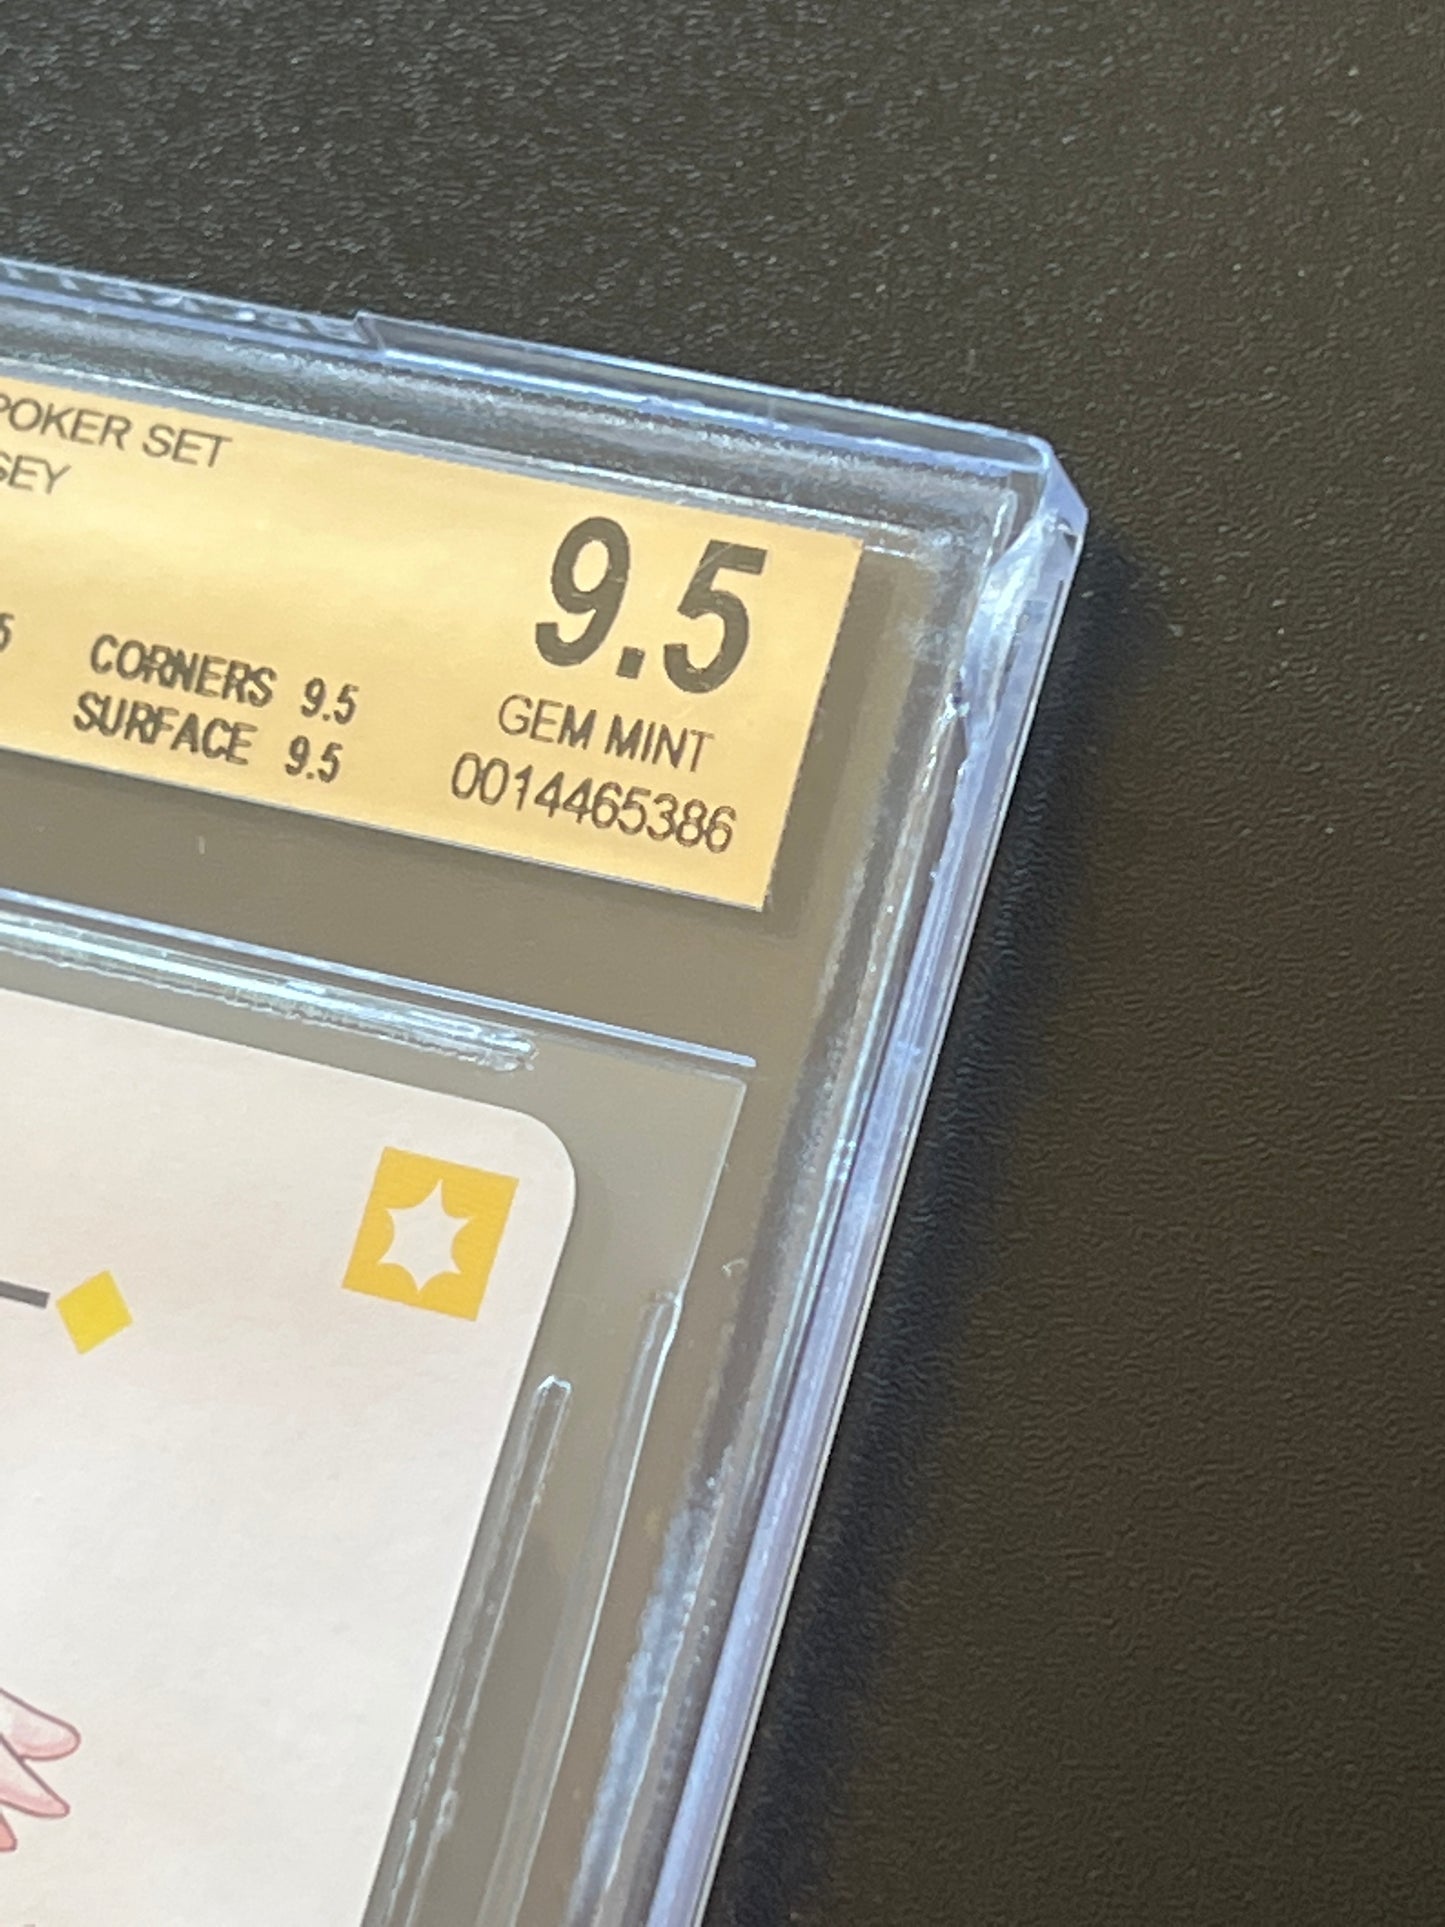 POKER SET
SEY
9.5
5 CORNERS 9.5
SURFACE 9.5
GEM MINT
0014465386